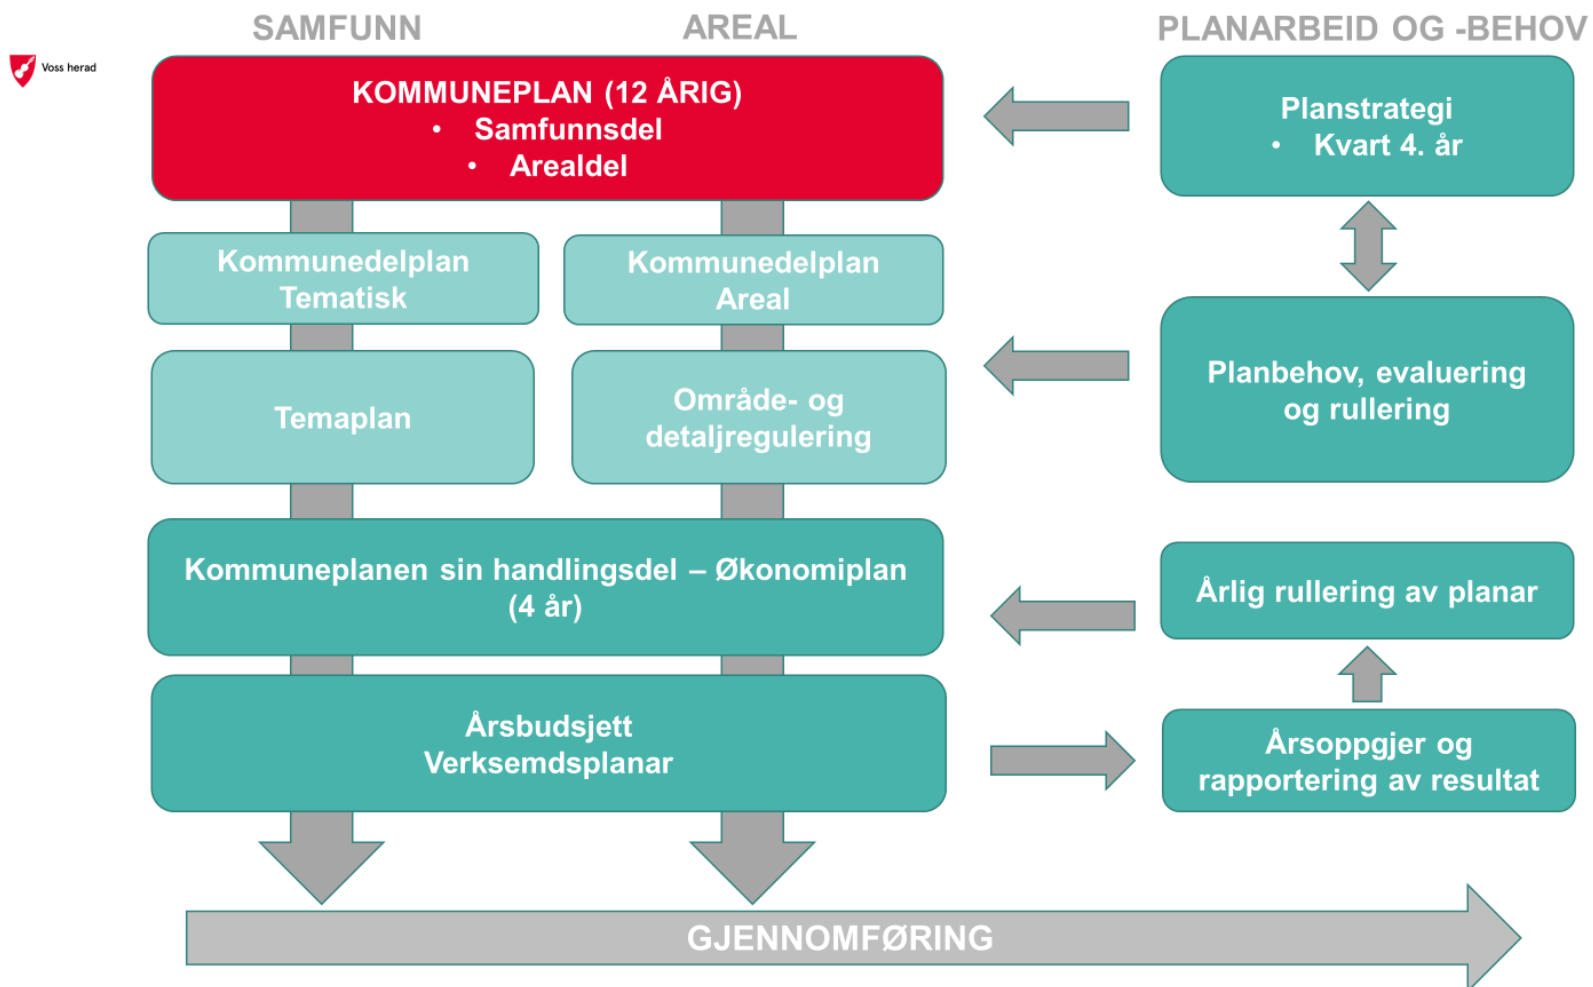 SAMFUNN
AREAL
PLANARBEID OG -BEHOV
Voss herad
KOMMUNEPLAN (12 ÅRIG)
• Samfunnsdel
• Arealdel
Planstrategi
• Kvart 4. år
Kommunedelplan
Tematisk
Kommunedelplan
Areal
Temaplan
Område- og
detaljregulering
Planbehov, evaluering
og rullering
Kommuneplanen sin handlingsdel – Økonomiplan
(4 år)
Årlig rullering av planar
Årsbudsjett
Verksemdsplanar
Årsoppgjer og
rapportering av resultat
GJENNOMFØRING